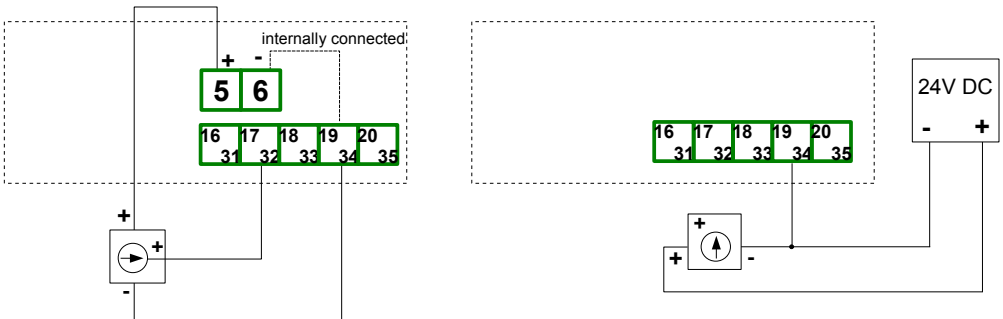 internally connected
+ -
5 6
16 17 18 19 20
31 32 33 34 35
+
+
-
16 17 18 19 20
31 32 33 34 35
24V DC
- +
+
+ -